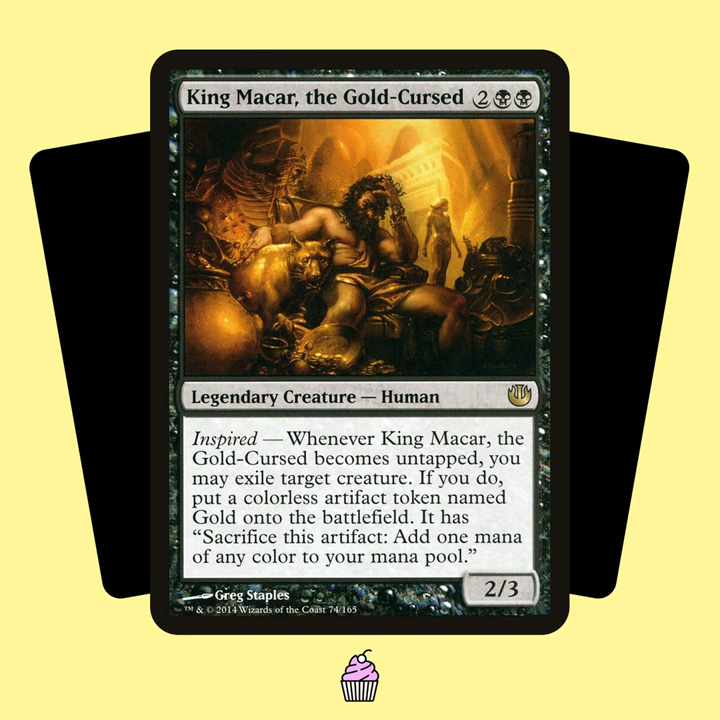 King Macar, the Gold-Cursed 2
Legendary Creature — Human
Inspired — Whenever King Macar, the
Gold-Cursed becomes untapped, you
may exile target creature. If you do,
put a colorless artifact token named
Gold onto the battlefield. It has
“Sacrifice this artifact: Add one mana
of any color to your mana pool.”
2/3
Greg Staples
™ & © 2014 Wizards of the Coast 74/165